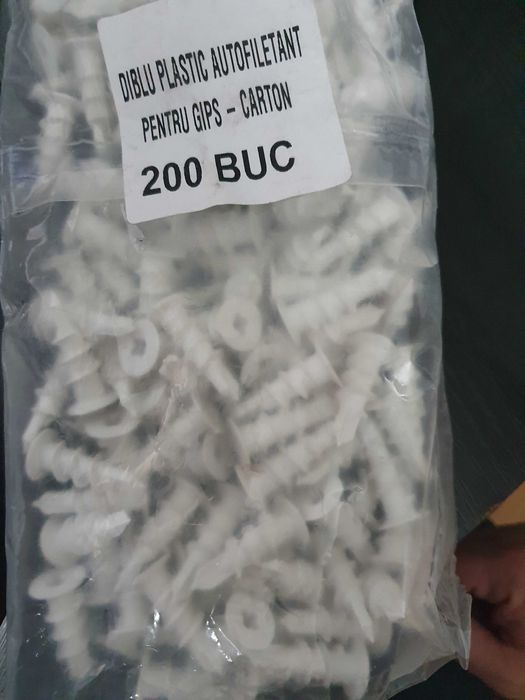 DIBLU PLASTIC AUTOFILETANT
PENTRU GIPS - CARTON
200 BUC